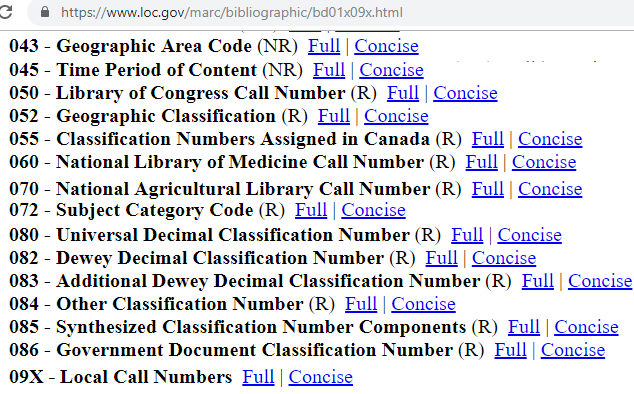 https://www.loc.gov/marc/bibliographic/bd01x09x.html
043 - Geographic Area Code (NR) Full | Concise
045 - Time Period of Content (NR) Full | Concise
050 - Library of Congress Call Number (R) Full | Concise
052 - Geographic Classification (R) Full | Concise
055 - Classification Numbers Assigned in Canada (R) Full | Concise
060 - National Library of Medicine Call Number (R) Full | Concise
070 - National Agricultural Library Call Number (R) Full | Concise
072 - Subject Category Code (R) Full | Concise
080 - Universal Decimal Classification Number (R) Full | Concise
082 - Dewey Decimal Classification Number (R) Full | Concise
083 - Additional Dewey Decimal Classification Number (R) Full | Concise
084 - Other Classification Number (R) Full | Concise
085 - Synthesized Classification Number Components (R) Full | Concise
086 - Government Document Classification Number (R) Full | Concise
09X - Local Call Numbers Full | Concise